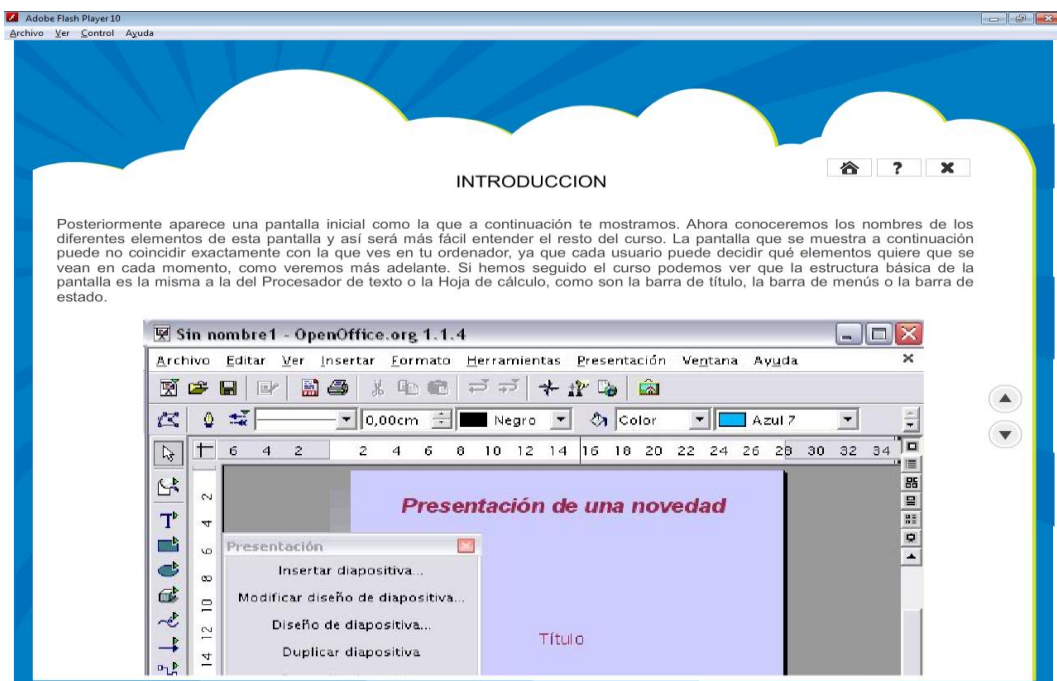 Adobe Flash Player 10
Archivo Ver Control Ayuda
INTRODUCCION
?
Posteriormente aparece una pantalla inicial como la que a continuación te mostramos. Ahora conoceremos los nombres de los
diferentes elementos de esta pantalla y así será más fácil entender el resto del curso. La pantalla que se muestra a continuación
puede no coincidir exactamente con la que ves en tu ordenador, ya que cada usuario puede decidir qué elementos quiere que se
vean en cada momento, como veremos más adelante. Si hemos seguido el curso podemos ver que la estructura básica de la
pantalla es la misma a la del Procesador de texto o la Hoja de cálculo, como son la barra de título, la barra de menús o la barra de
estado.
Sin nombre1 - OpenOffice.org 1.1.4
Archivo Editar Ver Insertar Formato Herramientas Presentación Ventana Ayuda
0,00cm Negro Color Azul 7
6 4 2 2 4 6 8 10 12 14 16 18 20 22 24 26 28 30 32 34
2
4
6
8
10
12
14
Presentación de una novedad
Presentación
Insertar diapositiva...
Modificar diseño de diapositiva...
Diseño de diapositiva...
Duplicar diapositiva
Título